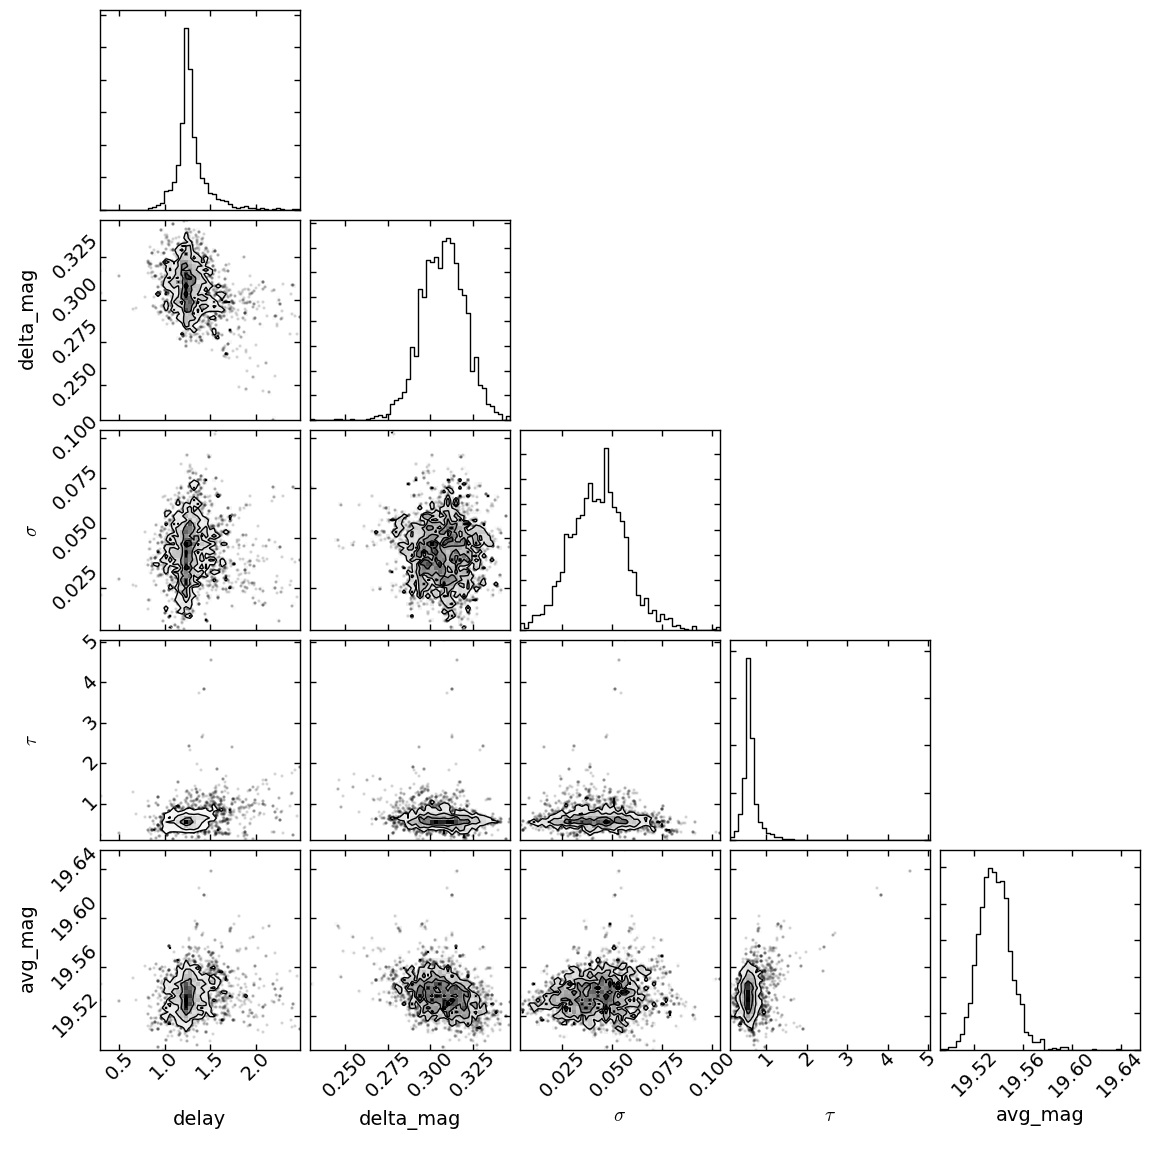 delta_mag
0.325
0.300
0.275
0.250
σ
0.100
0.075
0.050
0.025
τ
5
4
3
2
1
avg_mag
19.64
19.60
19.56
19.52
0.5 1.0 1.5 2.0
0.250 0.275 0.300 0.325
0.025 0.050 0.075 0.100
1 2 3 4 5
19.52 19.56 19.60 19.64
delay delta_mag σ τ avg_mag